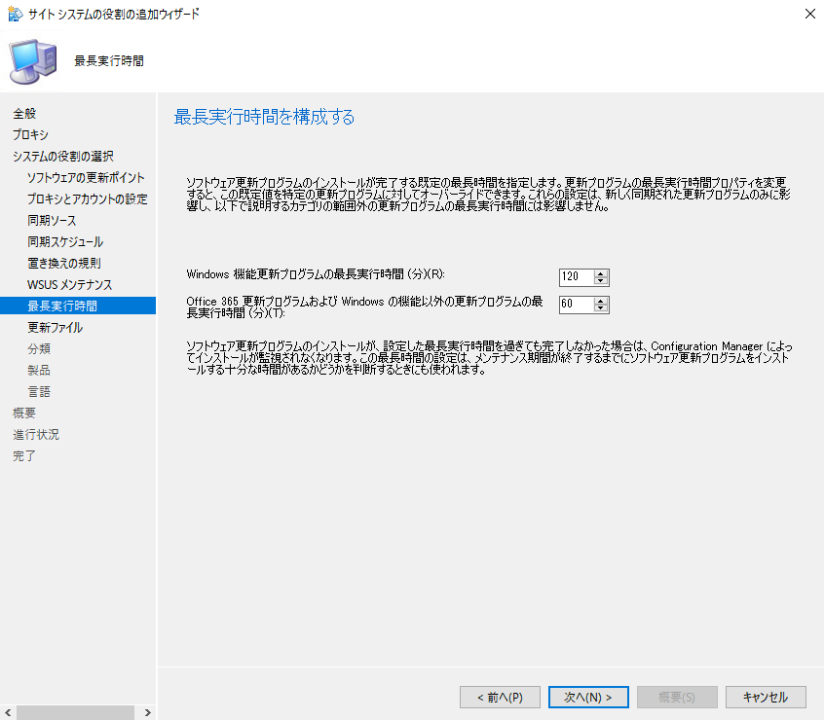 サイト システムの役割の追加ウィザード
最長実行時間
全般
プロキシ
システムの役割の選択
ソフトウェアの更新ポイント
プロキシとアカウントの設定
同期ソース
同期スケジュール
置き換えの規則
WSUS メンテナンス
最長実行時間
更新ファイル
分類
製品
言語
概要
進行状況
完了
最長実行時間を構成する
ソフトウェア更新プログラムのインストールが完了する既定の最長時間を指定します。更新プログラムの最長実行時間プロパティを変更
すると、この既定値を特定の更新プログラムに対してオーバーライドできます。これらの設定は、新しく同期された更新プログラムのみに影
響し、以下で説明するカテゴリの範囲外の更新プログラムの最長実行時間には影響しません。
Windows 機能更新プログラムの最長実行時間 (分)(R):
120
Office 365 更新プログラムおよび Windows の機能以外の更新プログラムの最
長実行時間 (分)(T):
60
ソフトウェア更新プログラムのインストールが、設定した最長実行時間を過ぎても完了しなかった場合は、Configuration Manager によっ
てインストールが監視されなくなります。この最長時間の設定は、メンテナンス期間が終了するまでにソフトウェア更新プログラムをインスト
ールする十分な時間があるかどうかを判断するときにも使われます。
< 前へ(P)
次へ(N) >
概要(S)
キャンセル